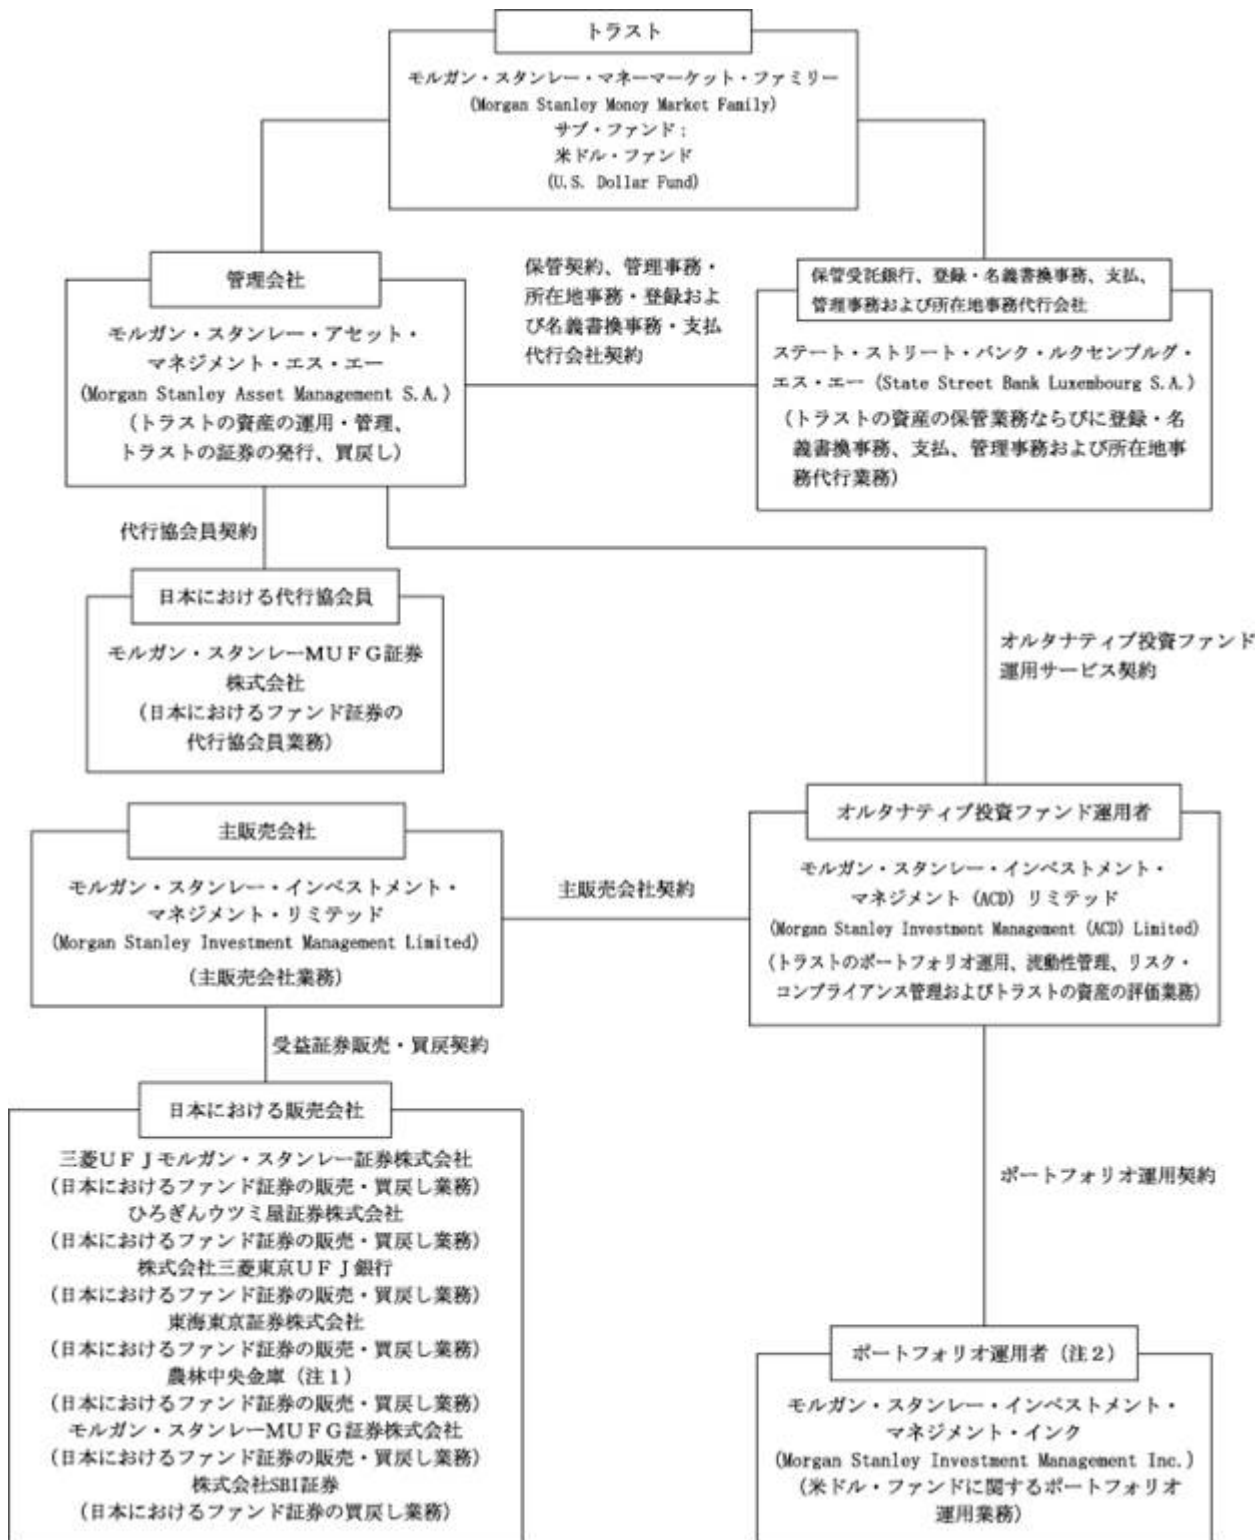 トラスト
モルガン・スタンレー・マネーマーケット・ファミリー
(Morgan Stanley Money Market Family)
サブ・ファンド：
米ドル・ファンド
(U.S. Dollar Fund)
管理会社
モルガン・スタンレー・アセット・
マネジメント・エス・エー
(Morgan Stanley Asset Management S.A.)
(トラストの資産の運用・管理、
トラストの証券の発行、買戻し)
保管契約、管理事務・
所在地事務・登録およ
び名義書換事務・支払
代行会社契約
保管受託銀行、登録・名義書換事務、支払、
管理事務および所在地事務代行会社
ステート・ストリート・バンク・ルクセンブルグ・
エス・エー (State Street Bank Luxembourg S.A.)
(トラストの資産の保管業務ならびに登録・名
義書換事務、支払、管理事務および所在地事
務代行業務)
代行協会員契約
日本における代行協会員
モルガン・スタンレーＭＵＦＧ証券
株式会社
(日本におけるファンド証券の
代行協会員業務)
オルタナティブ投資ファンド
運用サービス契約
主販売会社
モルガン・スタンレー・インベストメント・
マネジメント・リミテッド
(Morgan Stanley Investment Management Limited)
(主販売会社業務)
主販売会社契約
オルタナティブ投資ファンド運用者
モルガン・スタンレー・インベストメント・
マネジメント (ACD) リミテッド
(Morgan Stanley Investment Management (ACD) Limited)
(トラストのポートフォリオ運用、流動性管理、リスク・
コンプライアンス管理およびトラストの資産の評価業務)
受益証券販売・買戻契約
日本における販売会社
三菱ＵＦＪモルガン・スタンレー証券株式会社
(日本におけるファンド証券の販売・買戻し業務)
ひろぎんウツミ屋証券株式会社
(日本におけるファンド証券の販売・買戻し業務)
株式会社三菱東京ＵＦＪ銀行
(日本におけるファンド証券の販売・買戻し業務)
東海東京証券株式会社
(日本におけるファンド証券の販売・買戻し業務)
農林中央金庫（注１）
(日本におけるファンド証券の販売・買戻し業務)
モルガン・スタンレーＭＵＦＧ証券株式会社
(日本におけるファンド証券の販売・買戻し業務)
株式会社SBI証券
(日本におけるファンド証券の買戻し業務)
ポートフォリオ運用契約
ポートフォリオ運用者（注２）
モルガン・スタンレー・インベストメント・
マネジメント・インク
(Morgan Stanley Investment Management Inc.)
(米ドル・ファンドに関するポートフォリオ
運用業務)